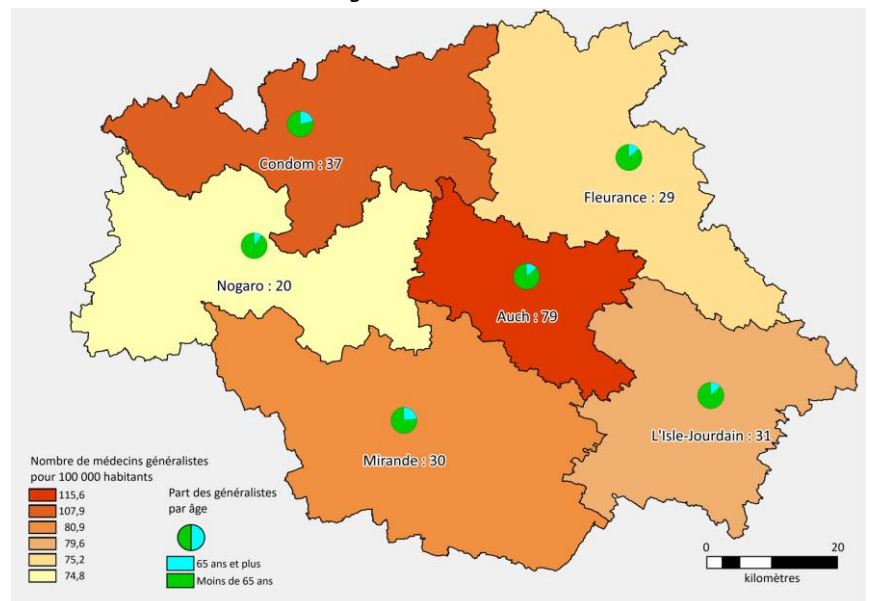 Condom : 37
Fleurance : 29
Nogaro : 20
Auch : 79
L'Isle-Jourdain : 31
Mirande : 30
Nombre de médecins généralistes
pour 100 000 habitants
115,6
107,9
80,9
79,6
75,2
74,8
Part des généralistes
par âge
65 ans et plus
Moins de 65 ans
0 20
kilomètres